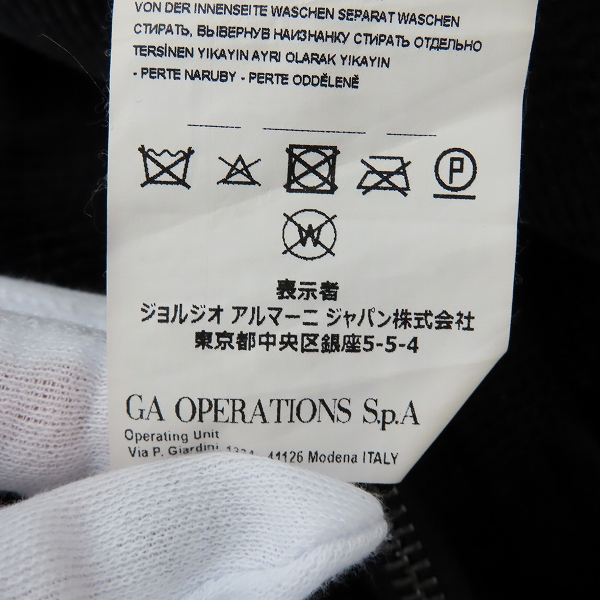 VON DER INNENSEITE WASCHEN SEPARAT WASCHEN
СТИРАТЬ, ВЫВЕРНУВ НАИЗНАНКУ СТИРАТЬ ОТДЕЛЬНО
TERSİNEN YIKAYIN AYRI OLARAK YIKAYIN
- PERTE NARUBY - PERTE ODDĚLENĚ
P
W
表示者
ジョルジオ アルマーニ ジャパン株式会社
東京都中央区銀座5-5-4
GA OPERATIONS S.p.A
Operating Unit
Via P. Giardini, 41126 Modena ITALY